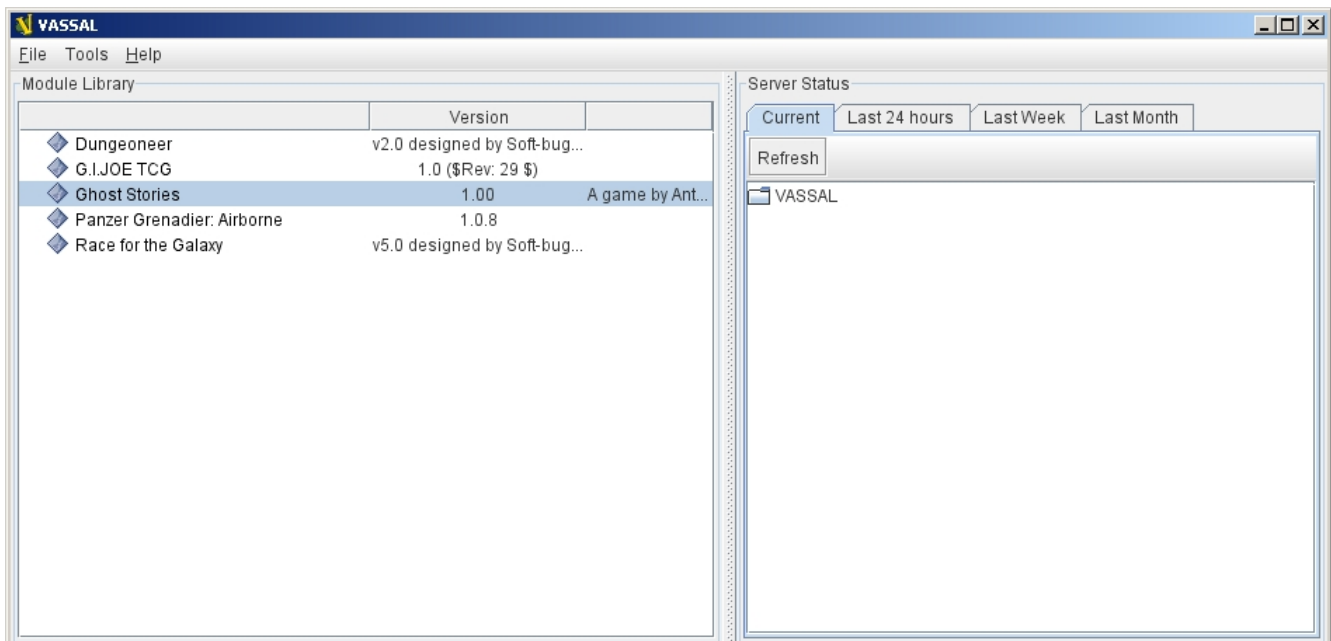 VASSAL
File Tools Help
Module Library
Version
Dungeoneer v2.0 designed by Soft-bug...
G.I.JOE TCG 1.0 ($Rev: 29 $)
Ghost Stories 1.00 A game by Ant...
Panzer Grenadier: Airborne 1.0.8
Race for the Galaxy v5.0 designed by Soft-bug...
Server Status
Current Last 24 hours Last Week Last Month
Refresh
VASSAL